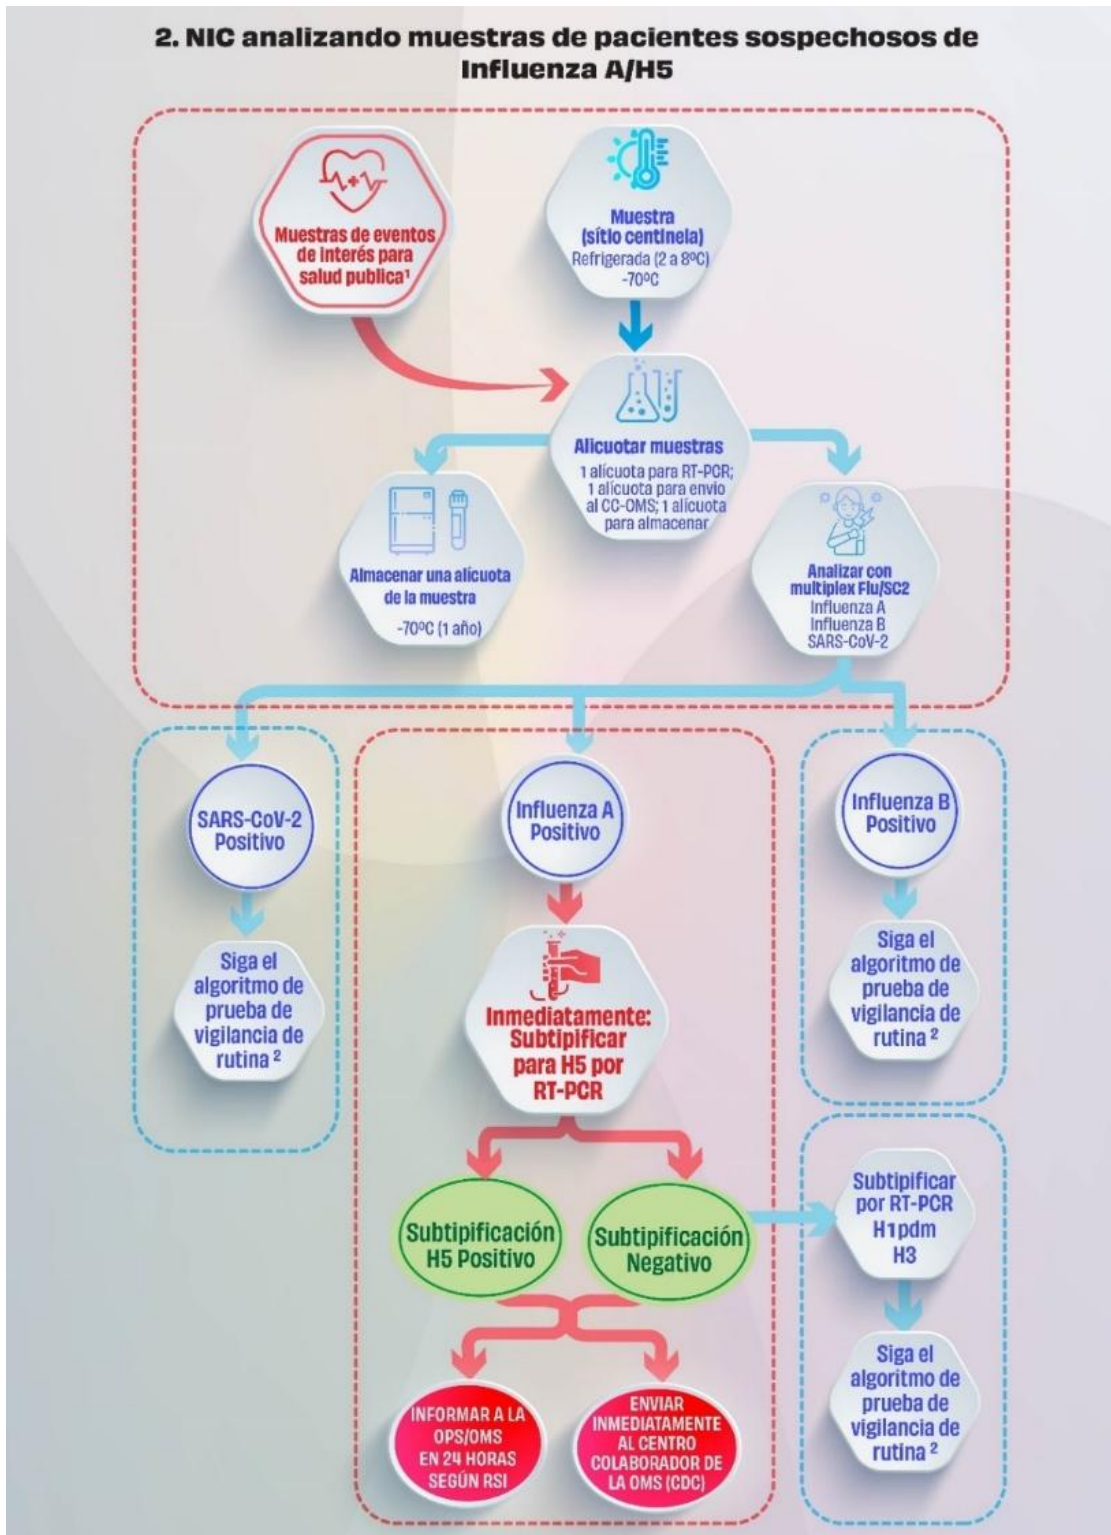 2. NIC analizando muestras de pacientes sospechosos de
Influenza A/H5
Muestras de eventos
de interés para
salud publica¹
Muestra
(sítio centinela)
Refrigerada (2 a 8ºC)
-70ºC
Alicuotar muestras
1 alícuota para RT-PCR;
1 alícuota para envio
al CC-OMS; 1 alícuota
para almacenar
Almacenar una alícuota
de la muestra
-70ºC (1 año)
Analizar con
multiplex Flu/SC2
Influenza A
Influenza B
SARS-CoV-2
SARS-CoV-2
Positivo
Influenza A
Positivo
Influenza B
Positivo
Siga el
algoritmo de
prueba de
vigilancia de
rutina ²
Inmediatamente:
Subtipificar
para H5 por
RT-PCR
Siga el
algoritmo de
prueba de
vigilancia de
rutina ²
Subtipificación
H5 Positivo
Subtipificación
Negativo
Subtipificar
por RT-PCR
H1pdm
H3
INFORMAR A LA
OPS/OMS
EN 24 HORAS
SEGÚN RSI
ENVIAR
INMEDIATAMENTE
AL CENTRO
COLABORADOR DE
LA OMS (CDC)
Siga el
algoritmo de
prueba de
vigilancia de
rutina ²